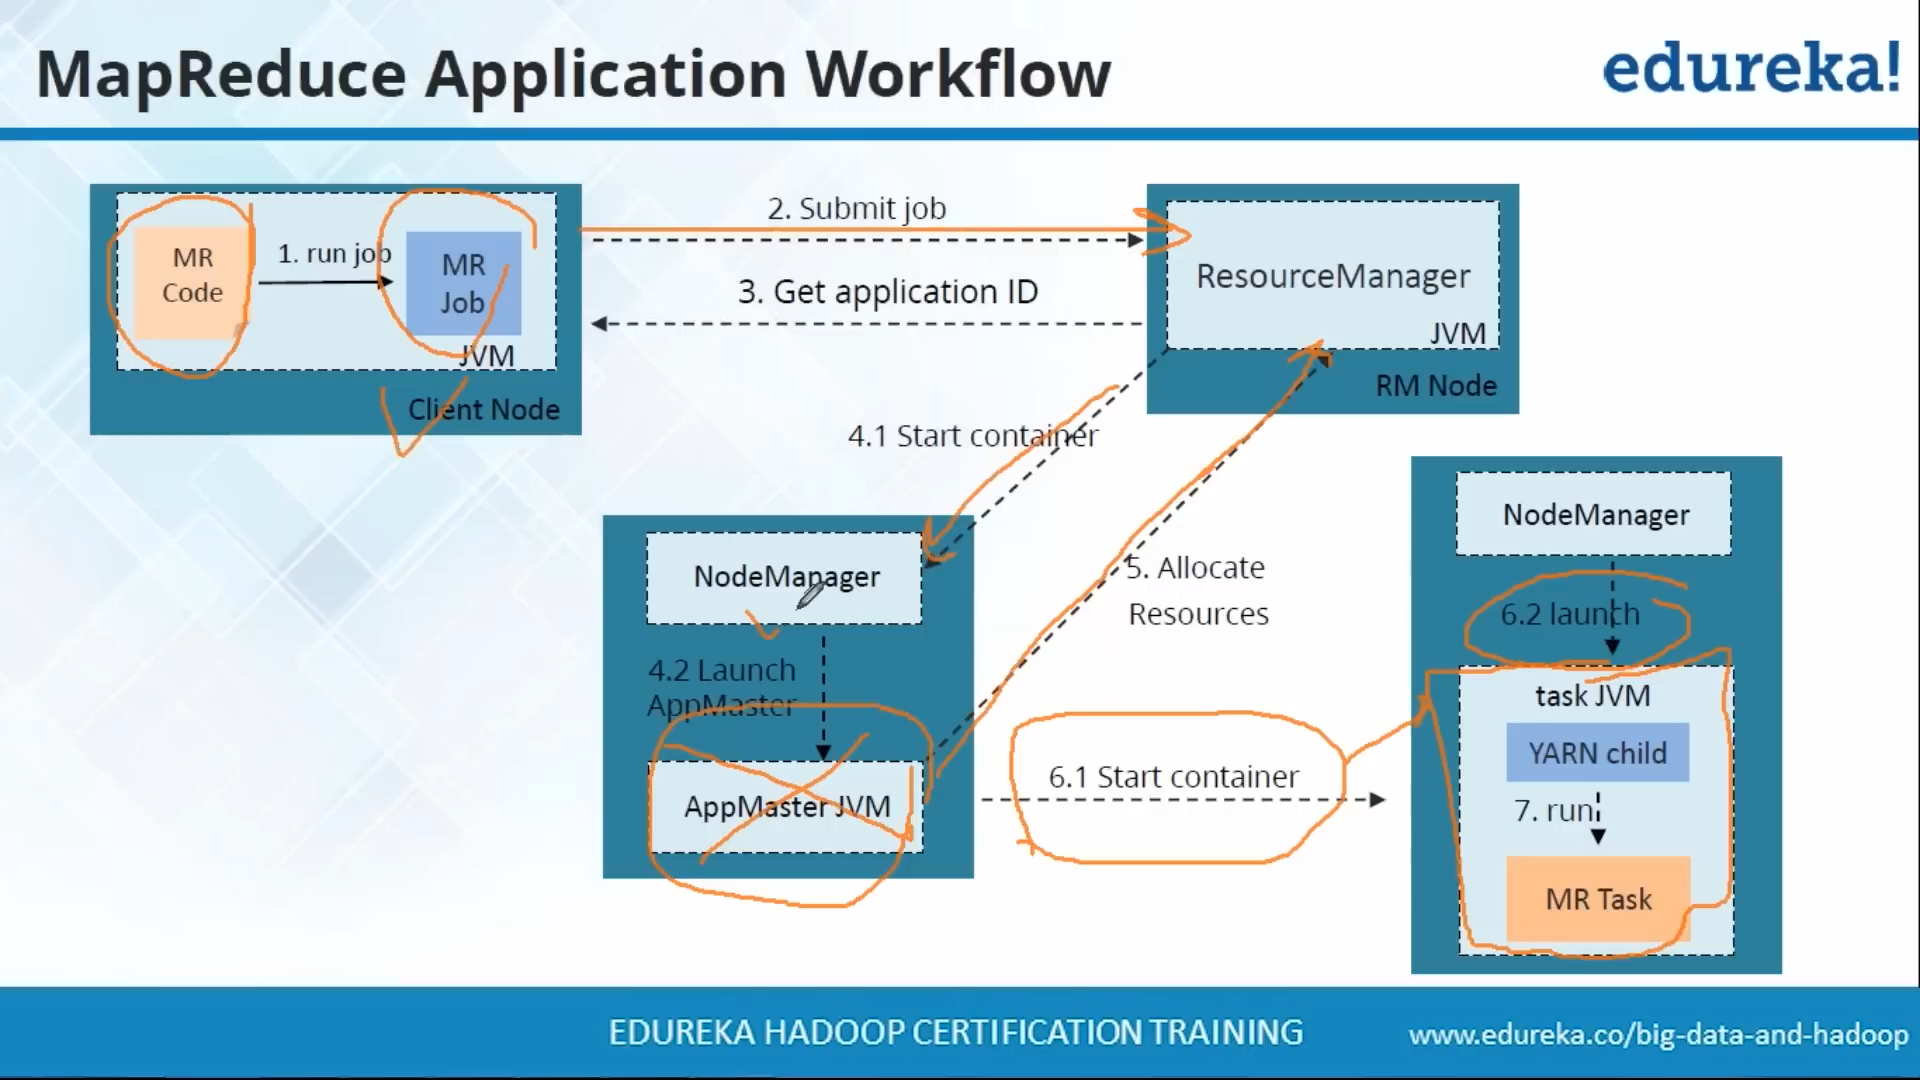 MapReduce Application Workflow
edureka!
MR
Code
1. run job
MR
Job
JVM
Client Node
2. Submit job
3. Get application ID
ResourceManager
JVM
RM Node
4.1 Start container
NodeManager
4.2 Launch
AppMaster
AppMaster JVM
5. Allocate
Resources
6.1 Start container
NodeManager
6.2 launch
task JVM
YARN child
7. run
MR Task
EDUREKA HADOOP CERTIFICATION TRAINING
www.edureka.co/big-data-and-hadoop